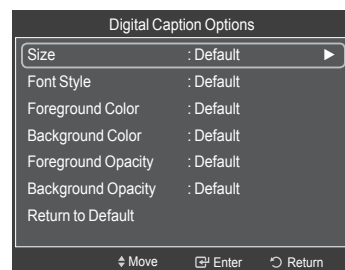 Digital Caption Options
Size : Default ►
Font Style : Default
Foreground Color : Default
Background Color : Default
Foreground Opacity : Default
Background Opacity : Default
Return to Default
Move Enter Return